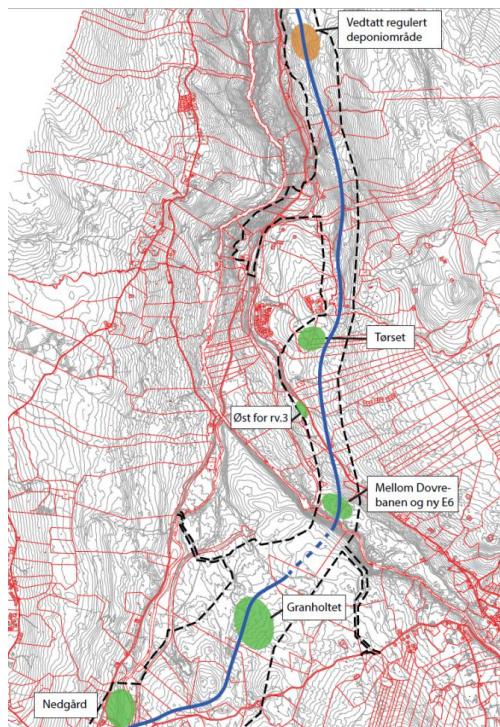 Vedtatt regulert
deponiområde
Tørset
Øst for rv.3
Mellom Dovre-
banen og ny E6
Granholtet
Nedgård